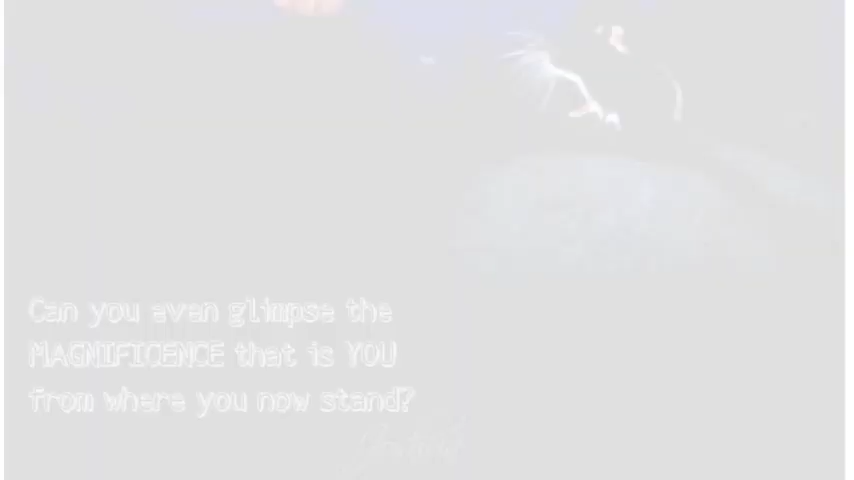 Can you even glimpse the
MAGNIFICENCE that is YOU
from where you now stand?